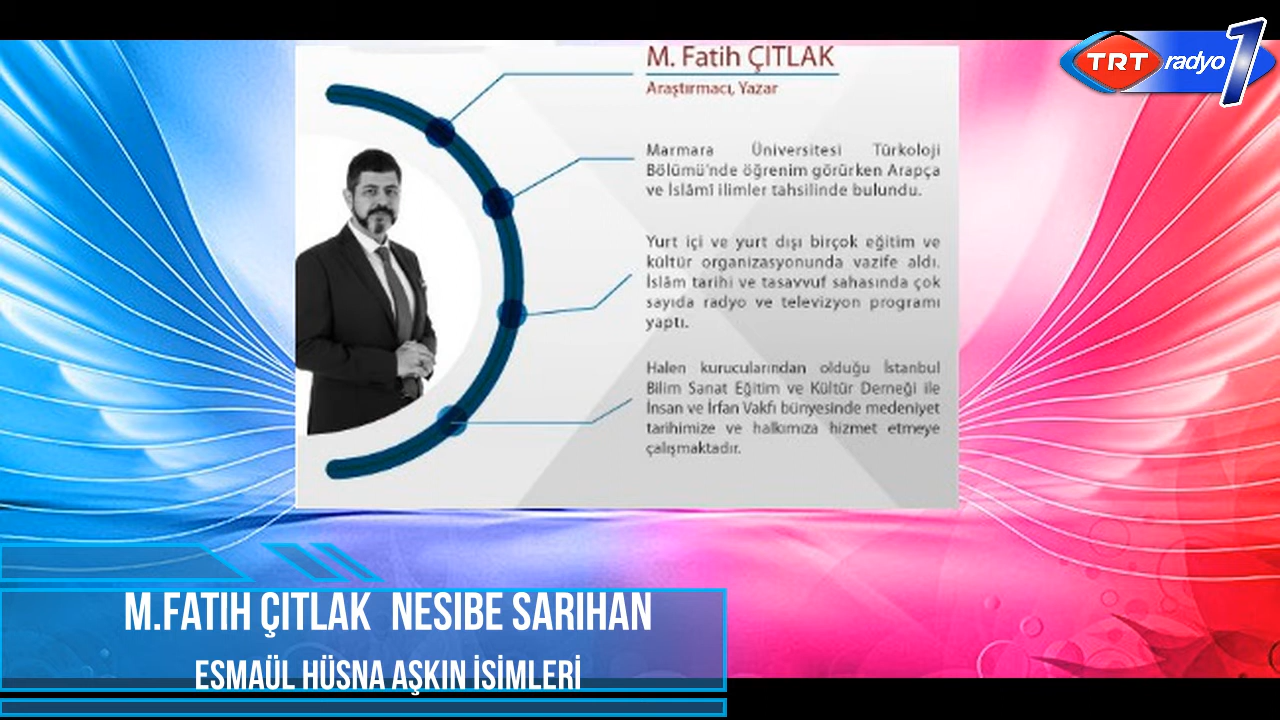 TRT radyo 1
M. Fatih ÇITLAK
Araştırmacı, Yazar
Marmara Üniversitesi Türkoloji
Bölümü'nde öğrenim görürken Arapça
ve İslâmî ilimler tahsilinde bulundu.
Yurt içi ve yurt dışı birçok eğitim ve
kültür organizasyonunda vazife aldı.
İslâm tarihi ve tasavvuf sahasında çok
sayıda radyo ve televizyon programı
yaptı.
Halen kurucularından olduğu İstanbul
Bilim Sanat Eğitim ve Kültür Derneği ile
İnsan ve İrfan Vakfı bünyesinde medeniyet
tarihimize ve halkımıza hizmet etmeye
çalışmaktadır.
M.FATIH ÇITLAK NESIBE SARIHAN
ESMAÜL HÜSNA AŞKIN İSİMLERİ